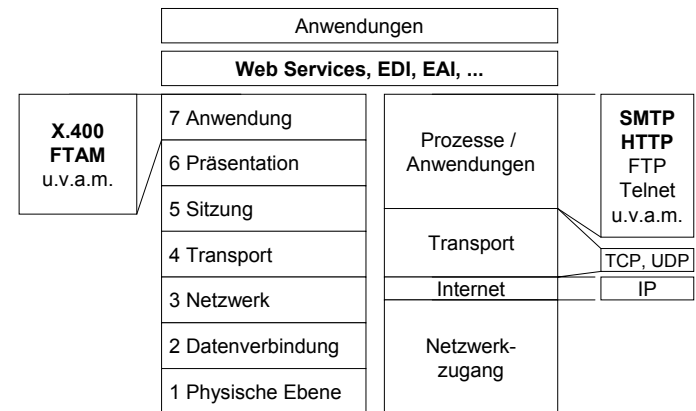 Anwendungen
Web Services, EDI, EAI, ...
X.400
FTAM
u.v.a.m.
7 Anwendung
6 Präsentation
5 Sitzung
4 Transport
3 Netzwerk
2 Datenverbindung
1 Physische Ebene
Prozesse /
Anwendungen
Transport
Internet
Netzwerk-
zugang
SMTP
HTTP
FTP
Telnet
u.v.a.m.
TCP, UDP
IP